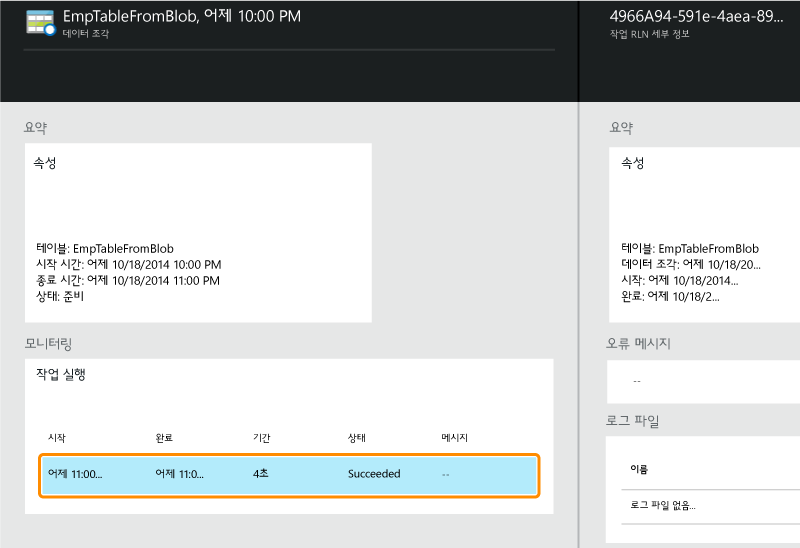 EmpTableFromBlob, 어제 10:00 PM
데이터 조각
요약
속성
테이블: EmpTableFromBlob
시작 시간: 어제 10/18/2014 10:00 PM
종료 시간: 어제 10/18/2014 11:00 PM
상태: 준비
모니터링
작업 실행
시작 완료 기간 상태 메시지
어제 11:00... 어제 11:0... 4초 Succeeded --
4966A94-591e-4aea-89...
작업 RLN 세부 정보
요약
속성
테이블: EmpTableFromBlob
데이터 조각: 어제 10/18/20...
시작: 어제 10/18/2014...
완료: 어제 10/18/2...
오류 메시지
--
로그 파일
이름
로그 파일 없음...